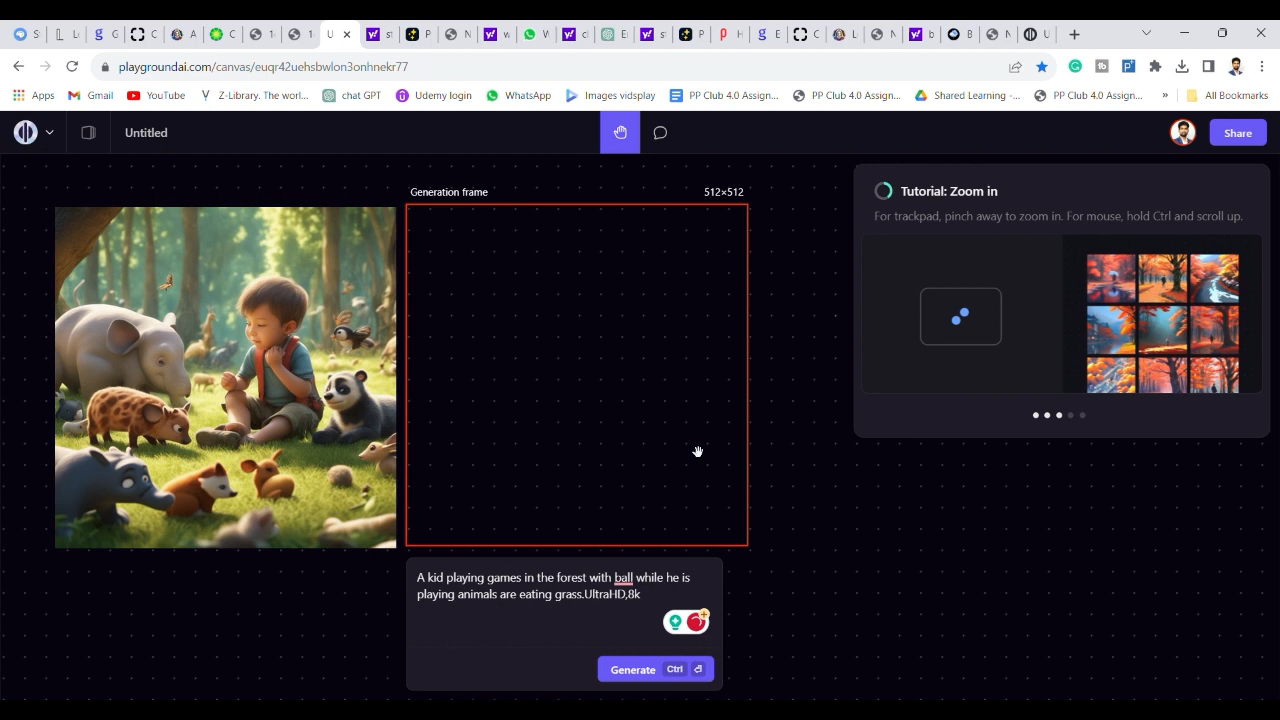 playgroundai.com/canvas/euqr42uehsbwlon3onhnekr77
Apps
Gmail
YouTube
Z-Library. The worl...
chat GPT
Udemy login
WhatsApp
Images vidsplay
PP Club 4.0 Assign...
PP Club 4.0 Assign...
Shared Learning -...
PP Club 4.0 Assign...
»
All Bookmarks
Untitled
Share
Generation frame
512×512
Tutorial: Zoom in
For trackpad, pinch away to zoom in. For mouse, hold Ctrl and scroll up.
A kid playing games in the forest with ball while he is
playing animals are eating grass.UltraHD,8k
Generate Ctrl